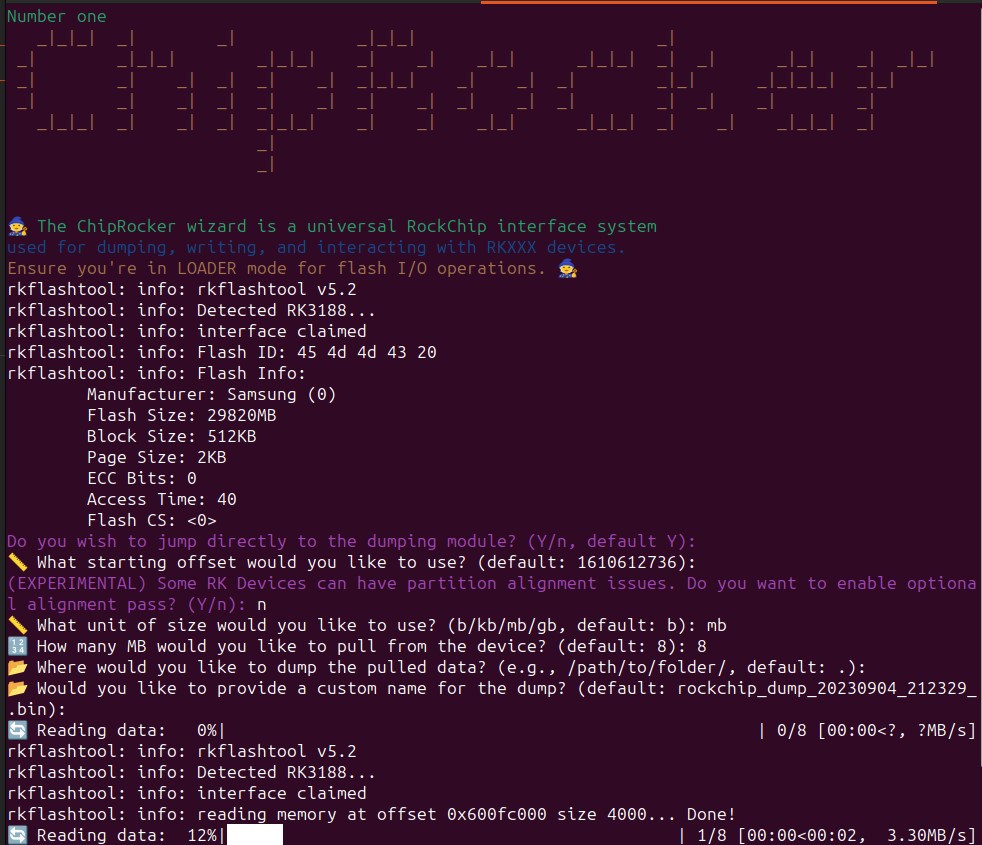 Number one
ChipRocker
🧙 The ChipRocker wizard is a universal RockChip interface system
used for dumping, writing, and interacting with RKXXX devices.
Ensure you're in LOADER mode for flash I/O operations. 🧙
rkflashtool: info: rkflashtool v5.2
rkflashtool: info: Detected RK3188...
rkflashtool: info: interface claimed
rkflashtool: info: Flash ID: 45 4d 4d 43 20
rkflashtool: info: Flash Info:
Manufacturer: Samsung (0)
Flash Size: 29820MB
Block Size: 512KB
Page Size: 2KB
ECC Bits: 0
Access Time: 40
Flash CS: <0>
Do you wish to jump directly to the dumping module? (Y/n, default Y):
📏 What starting offset would you like to use? (default: 1610612736):
(EXPERIMENTAL) Some RK Devices can have partition alignment issues. Do you want to enable optiona
l alignment pass? (Y/n): n
📏 What unit of size would you like to use? (b/kb/mb/gb, default: b): mb
🔢 How many MB would you like to pull from the device? (default: 8): 8
📂 Where would you like to dump the pulled data? (e.g., /path/to/folder/, default: .):
📂 Would you like to provide a custom name for the dump? (default: rockchip_dump_20230904_212329_
.bin):
🔄 Reading data:   0%|          | 0/8 [00:00<?, ?MB/s]
rkflashtool: info: rkflashtool v5.2
rkflashtool: info: Detected RK3188...
rkflashtool: info: interface claimed
rkflashtool: info: reading memory at offset 0x600fc000 size 4000... Done!
🔄 Reading data:  12%|          | 1/8 [00:00<00:02,  3.30MB/s]